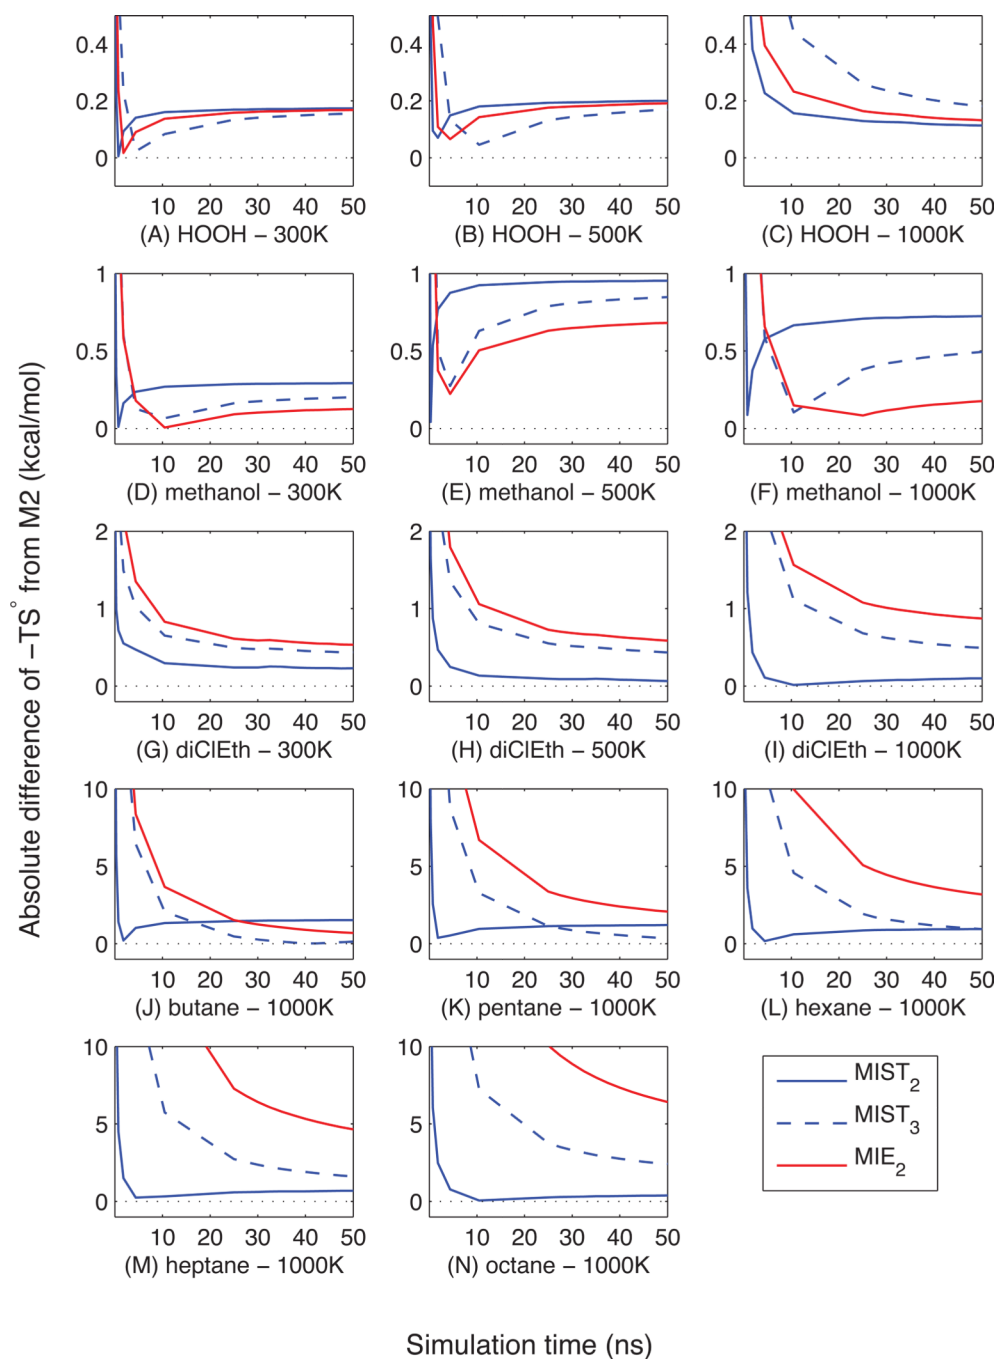 Absolute difference of −TS° from M2 (kcal/mol)
0.4
0.2
0
10 20 30 40 50
(A) HOOH − 300K
0.4
0.2
0
10 20 30 40 50
(B) HOOH − 500K
0.4
0.2
0
10 20 30 40 50
(C) HOOH − 1000K
1
0.5
0
10 20 30 40 50
(D) methanol − 300K
1
0.5
0
10 20 30 40 50
(E) methanol − 500K
1
0.5
0
10 20 30 40 50
(F) methanol − 1000K
2
1
0
10 20 30 40 50
(G) diClEth − 300K
2
1
0
10 20 30 40 50
(H) diClEth − 500K
2
1
0
10 20 30 40 50
(I) diClEth − 1000K
10
5
0
10 20 30 40 50
(J) butane − 1000K
10
5
0
10 20 30 40 50
(K) pentane − 1000K
10
5
0
10 20 30 40 50
(L) hexane − 1000K
10
5
0
10 20 30 40 50
(M) heptane − 1000K
10
5
0
10 20 30 40 50
(N) octane − 1000K
MIST₂
MIST₃
MIE₂
Simulation time (ns)